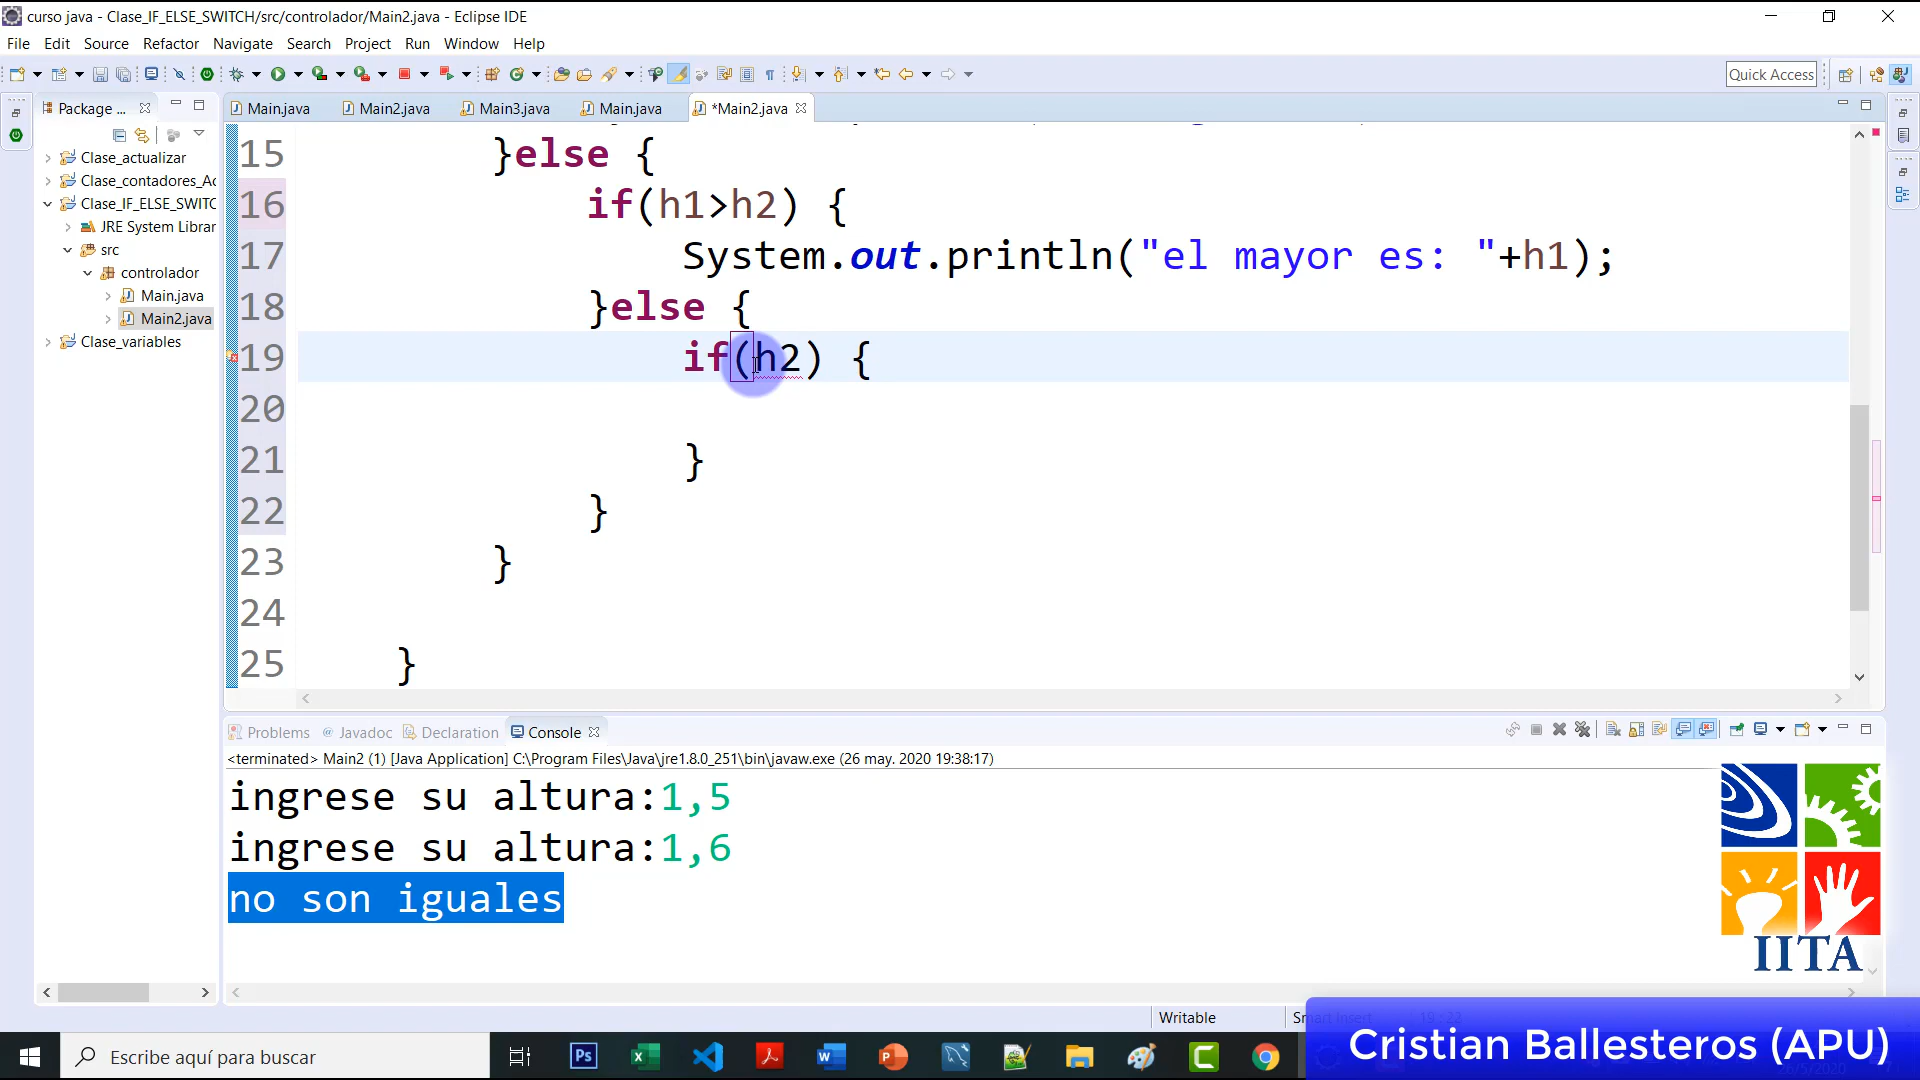 curso java - Clase_IF_ELSE_SWITCH/src/controlador/Main2.java - Eclipse IDE
File Edit Source Refactor Navigate Search Project Run Window Help
Quick Access
Package ...
Main.java Main2.java Main3.java Main.java *Main2.java
Clase_actualizar
Clase_contadores_Ac
Clase_IF_ELSE_SWITC
JRE System Librar
src
controlador
Main.java
Main2.java
Clase_variables
15 }else {
16 if(h1>h2) {
17 System.out.println("el mayor es: "+h1);
18 }else {
19 if(h2) {
20
21 }
22 }
23 }
24
25 }
Problems @ Javadoc Declaration Console
<terminated> Main2 (1) [Java Application] C:\Program Files\Java\jre1.8.0_251\bin\javaw.exe (26 may. 2020 19:38:17)
ingrese su altura:1,5
ingrese su altura:1,6
no son iguales
IITA
Writable
Cristian Ballesteros (APU)
Escribe aquí para buscar